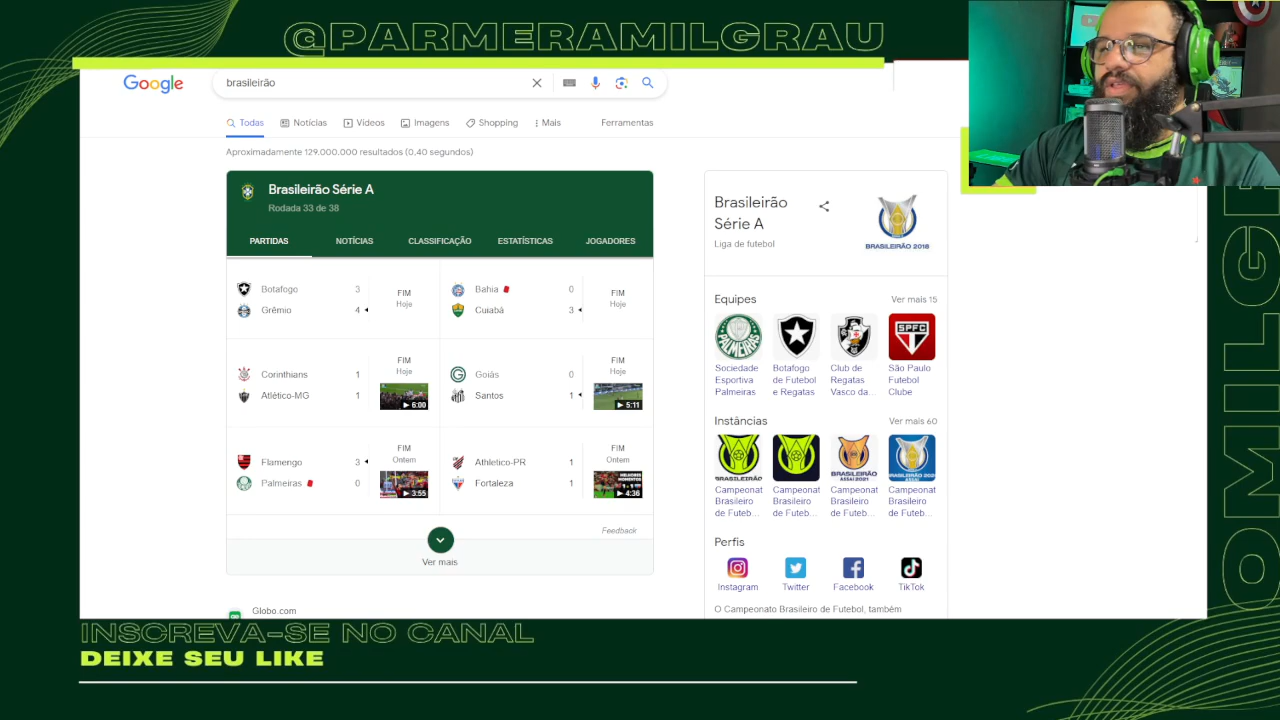 @PARMERAMILGRAU
Google
brasileirão
Todas
Notícias
Vídeos
Imagens
Shopping
Mais
Ferramentas
Aproximadamente 129.000.000 resultados (0,40 segundos)
Brasileirão Série A
Rodada 33 de 38
PARTIDAS
NOTÍCIAS
CLASSIFICAÇÃO
ESTATÍSTICAS
JOGADORES
Botafogo 3
Grêmio 4
FIM
Hoje
Bahia 0
Cuiabá 3
FIM
Hoje
Corinthians 1
Atlético-MG 1
FIM
Hoje
6:00
Goiás 0
Santos 1
FIM
Hoje
5:11
Flamengo 3
Palmeiras 0
FIM
Ontem
3:55
Athletico-PR 1
Fortaleza 1
FIM
Ontem
4:36
Feedback
Ver mais
Globo.com
Brasileirão
Série A
Liga de futebol
BRASILEIRÃO 2018
Equipes
Ver mais 15
PALMEIRAS
SPFC
Sociedade
Esportiva
Palmeiras
Botafogo
de Futebol
e Regatas
Club de
Regatas
Vasco da...
São Paulo
Futebol
Clube
Instâncias
Ver mais 60
BRASILEIRÃO
Campeonat
Brasileiro
de Futeb...
Campeonat
Brasileiro
de Futeb...
Campeonat
Brasileiro
de Futeb...
Campeonat
Brasileiro
de Futeb...
Perfis
Instagram
Twitter
Facebook
TikTok
O Campeonato Brasileiro de Futebol, também
INSCREVA-SE NO CANAL
DEIXE SEU LIKE